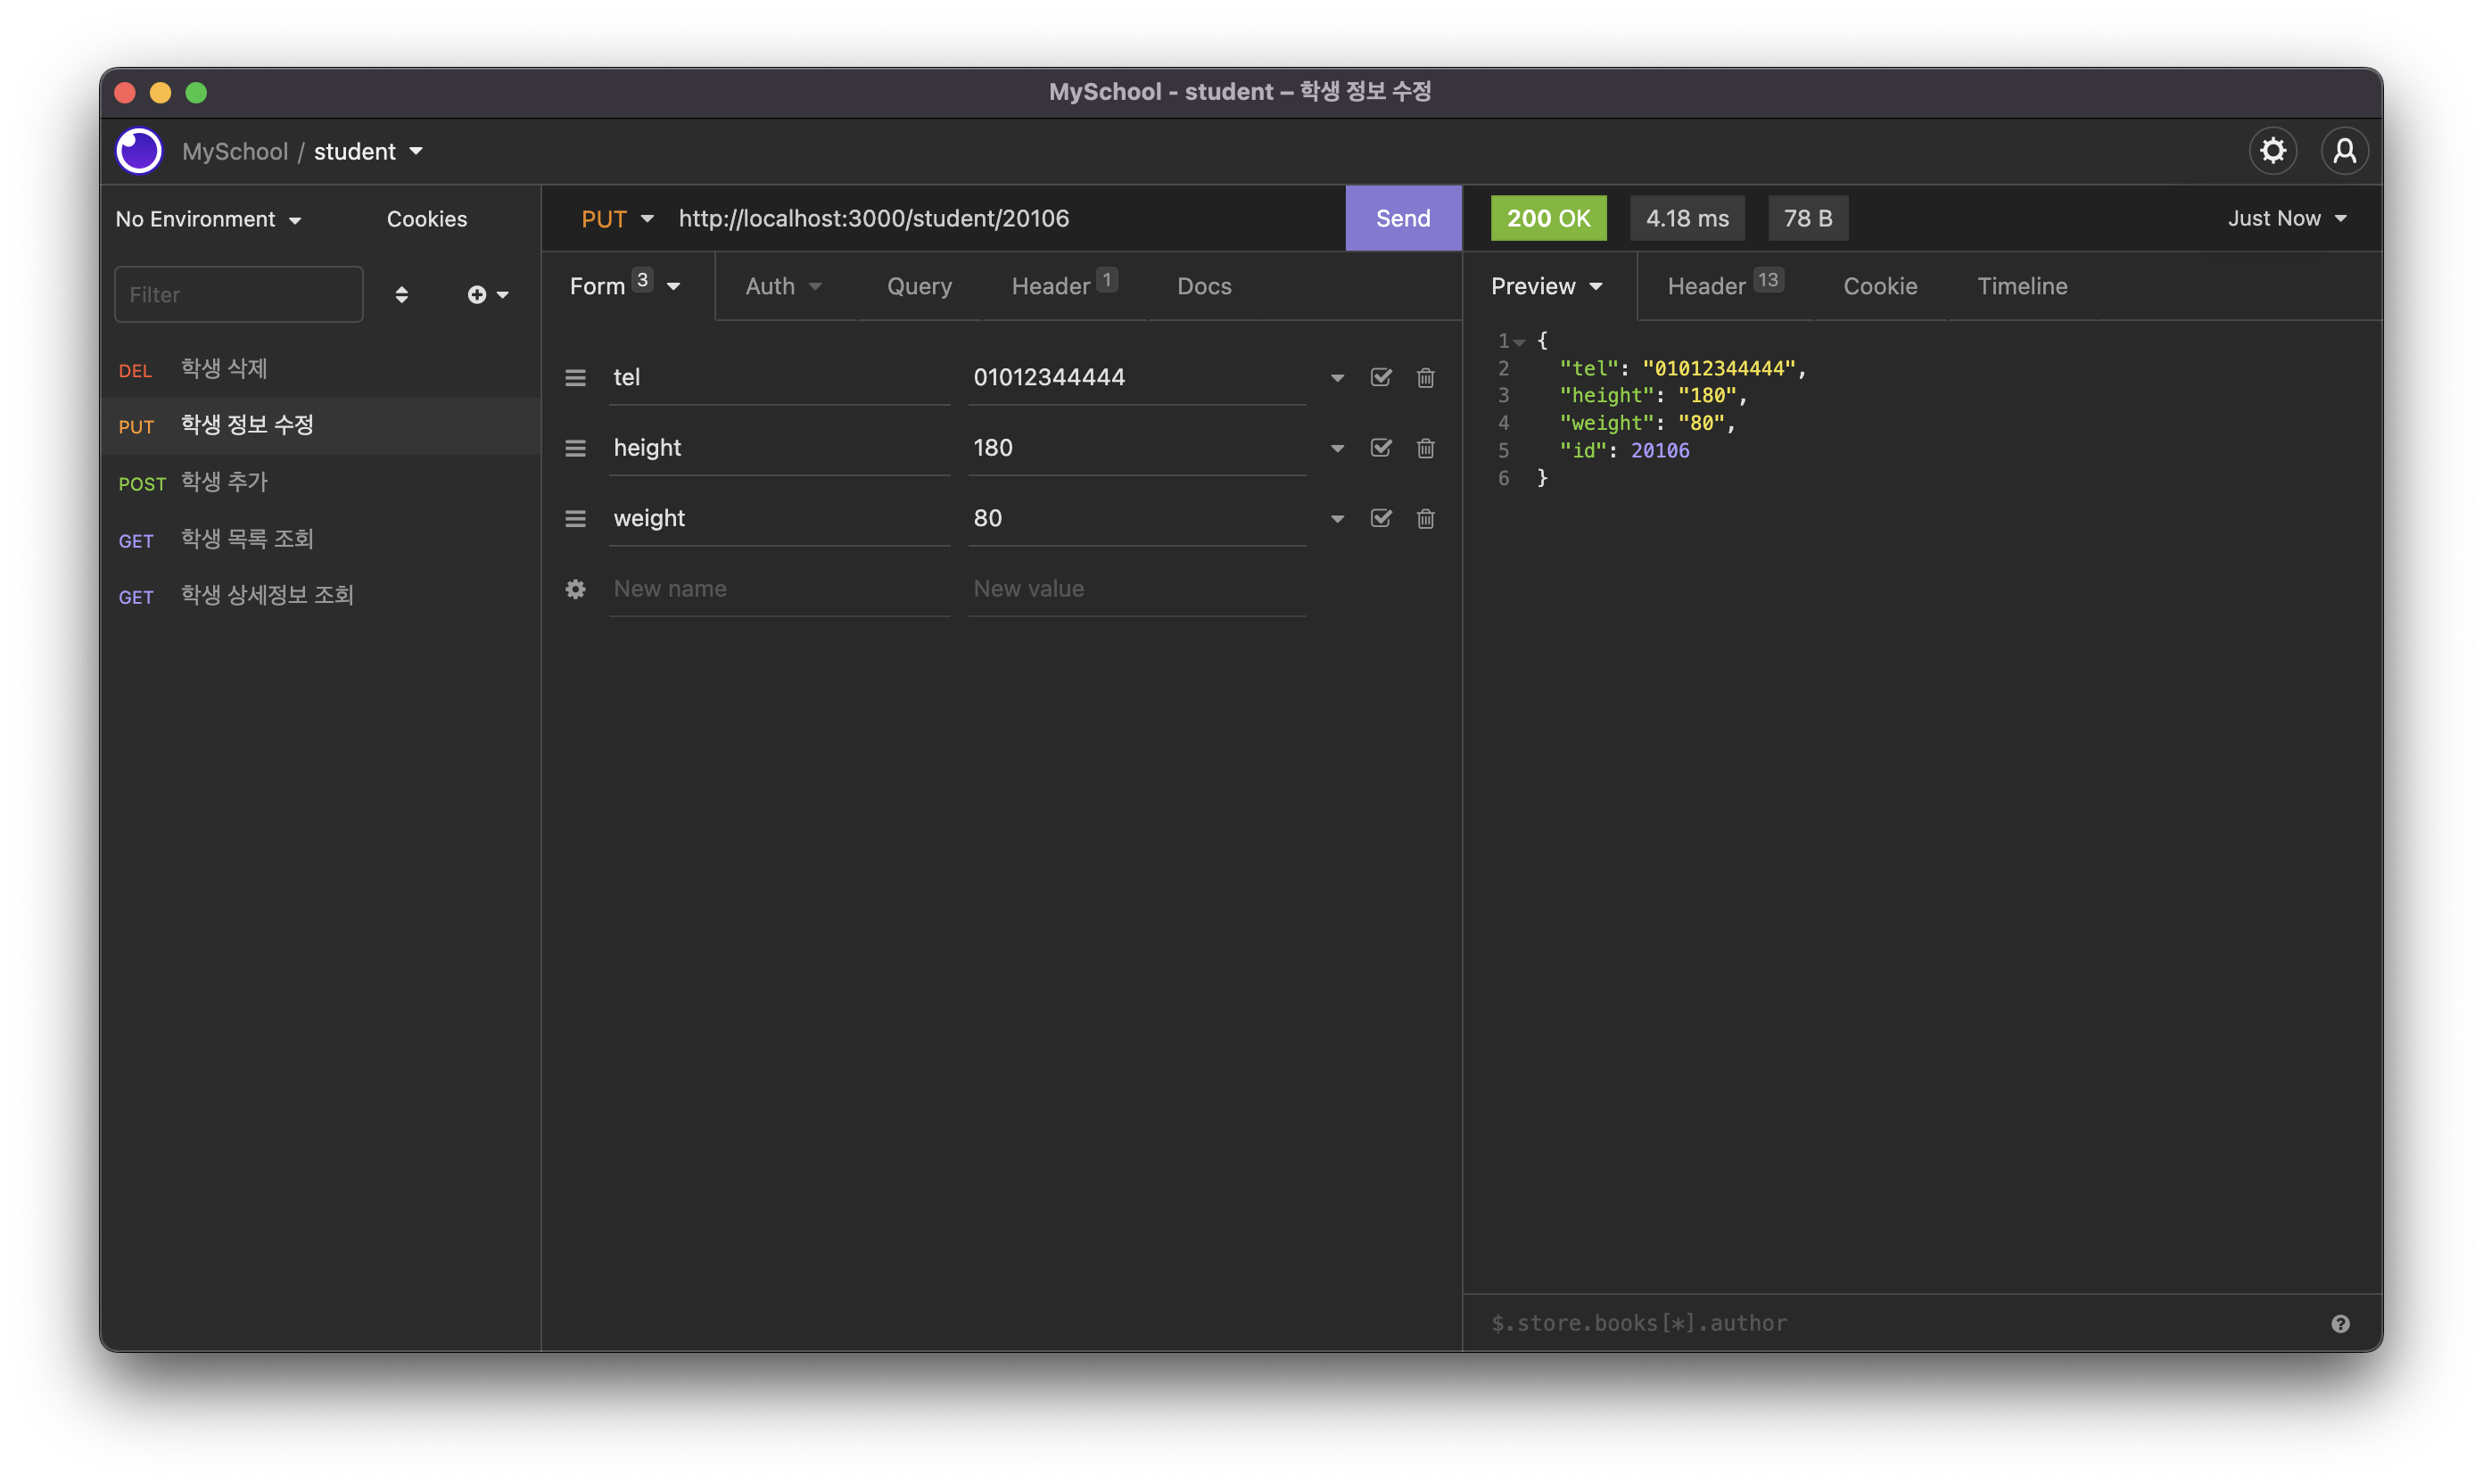 MySchool - student – 학생 정보 수정
MySchool / student
No Environment
Cookies
Filter
DEL 학생 삭제
PUT 학생 정보 수정
POST 학생 추가
GET 학생 목록 조회
GET 학생 상세정보 조회
PUT http://localhost:3000/student/20106 Send
Form 3 Auth Query Header 1 Docs
tel 01012344444
height 180
weight 80
New name New value
200 OK 4.18 ms 78 B Just Now
Preview Header 13 Cookie Timeline
1 {
2 "tel": "01012344444",
3 "height": "180",
4 "weight": "80",
5 "id": 20106
6 }
$.store.books[*].author